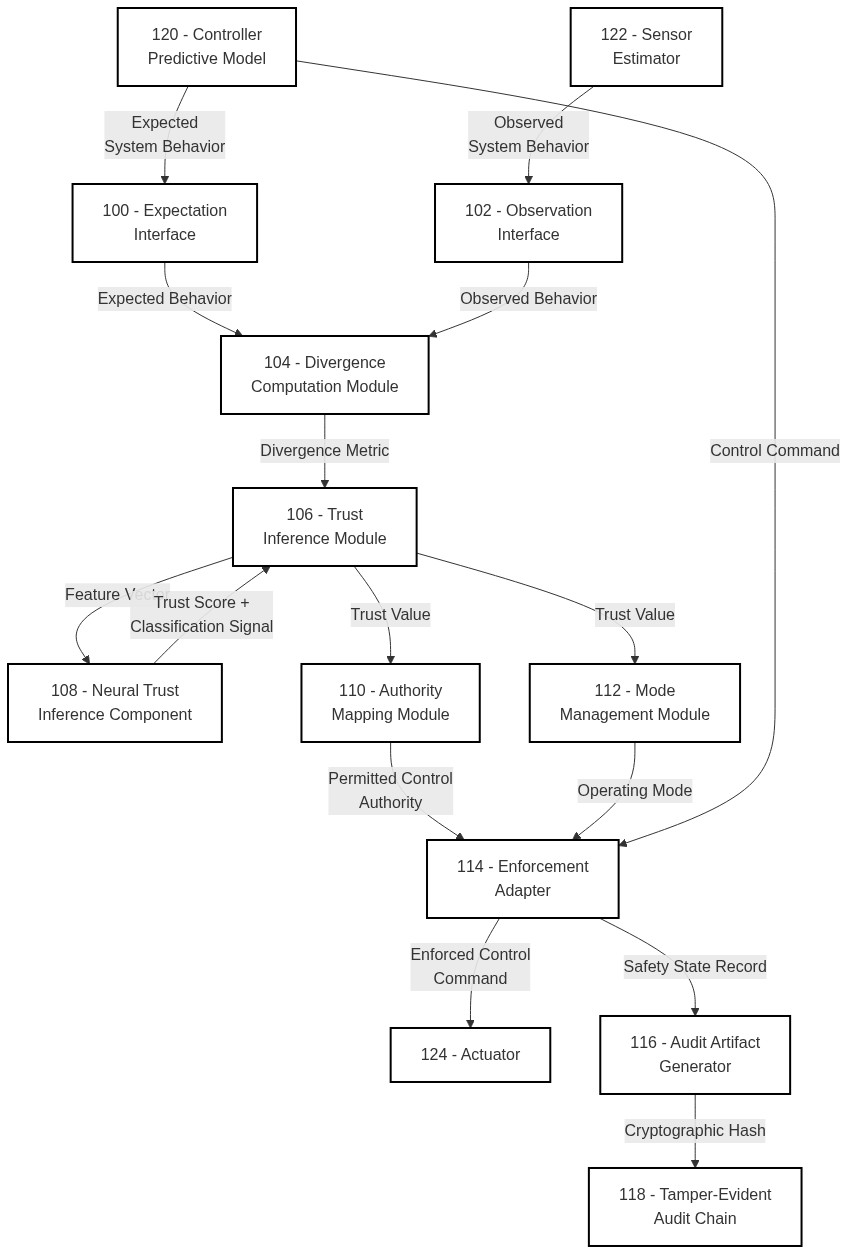 120 - Controller
Predictive Model
122 - Sensor
Estimator
Expected
System Behavior
Observed
System Behavior
100 - Expectation
Interface
102 - Observation
Interface
Expected Behavior
Observed Behavior
104 - Divergence
Computation Module
Divergence Metric
Control Command
106 - Trust
Inference Module
Feature Vector
Trust Score +
Classification Signal
Trust Value
Trust Value
108 - Neural Trust
Inference Component
110 - Authority
Mapping Module
112 - Mode
Management Module
Permitted Control
Authority
Operating Mode
114 - Enforcement
Adapter
Enforced Control
Command
Safety State Record
124 - Actuator
116 - Audit Artifact
Generator
Cryptographic Hash
118 - Tamper-Evident
Audit Chain